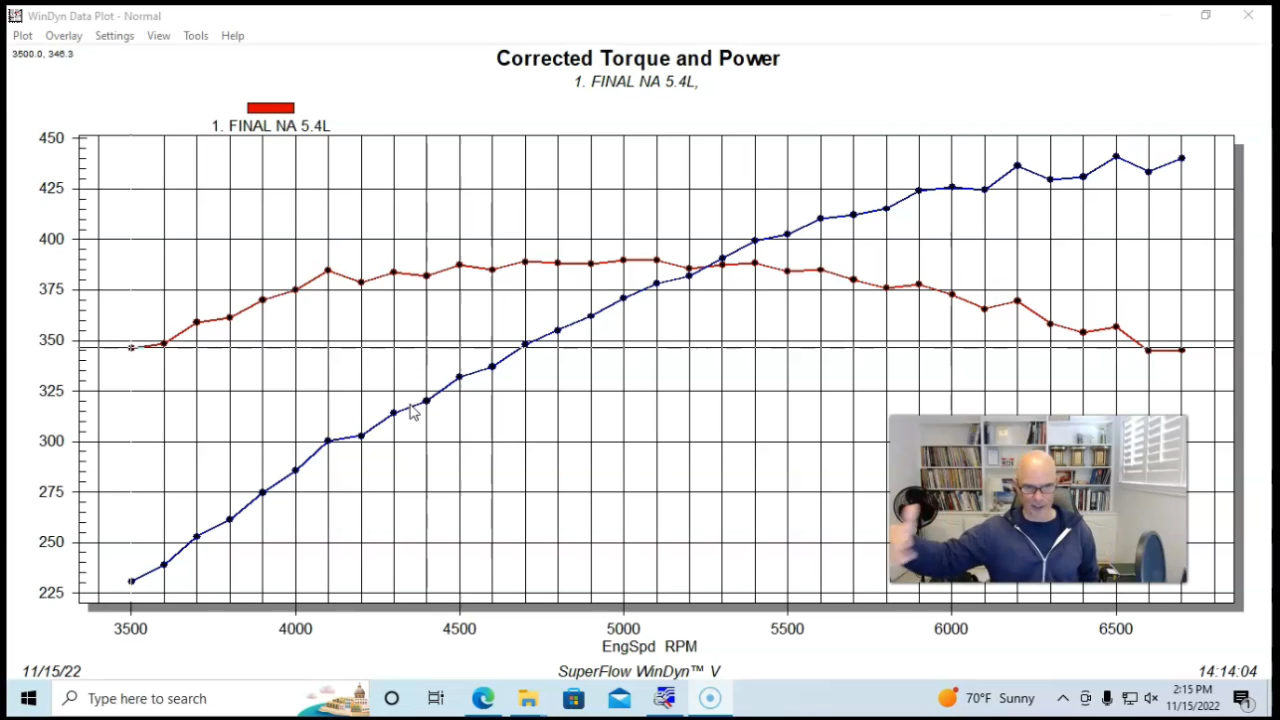 WinDyn Data Plot - Normal
Plot Overlay Settings View Tools Help
3500.0, 346.3
Corrected Torque and Power
1. FINAL NA 5.4L,
1. FINAL NA 5.4L
450
425
400
375
350
325
300
275
250
225
3500 4000 4500 5000 5500 6000 6500
EngSpd RPM
11/15/22 SuperFlow WinDyn™ V 14:14:04
Type here to search
70°F Sunny
2:15 PM
11/15/2022
1